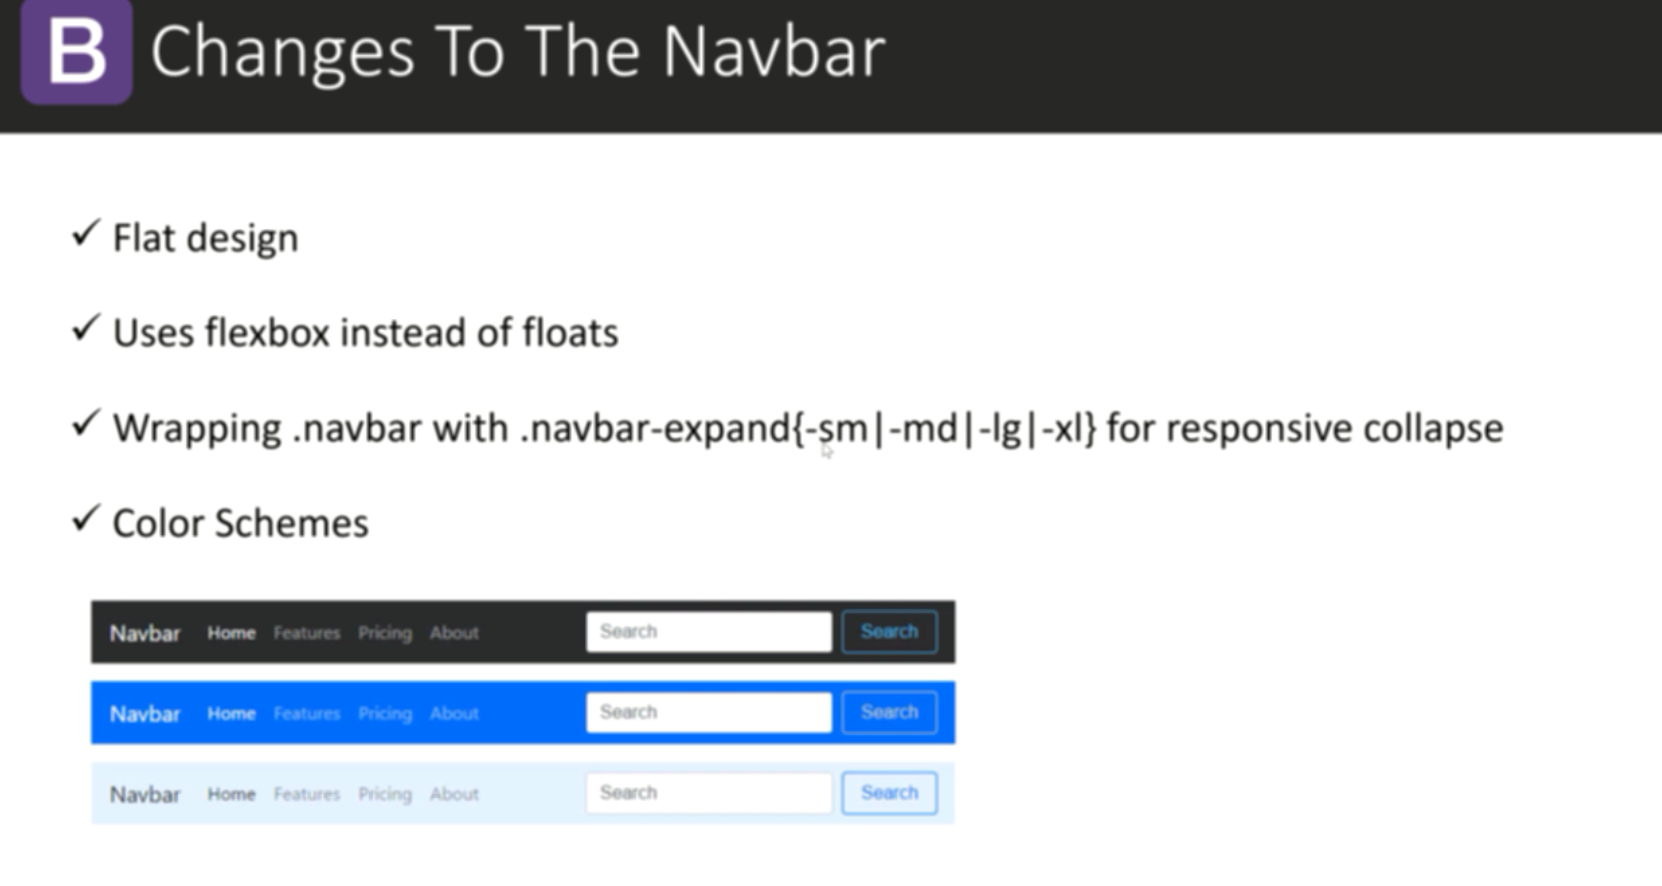 B Changes To The Navbar
✓ Flat design
✓ Uses flexbox instead of floats
✓ Wrapping .navbar with .navbar-expand{-sm|-md|-lg|-xl} for responsive collapse
✓ Color Schemes
Navbar Home Features Pricing About Search Search
Navbar Home Features Pricing About Search Search
Navbar Home Features Pricing About Search Search